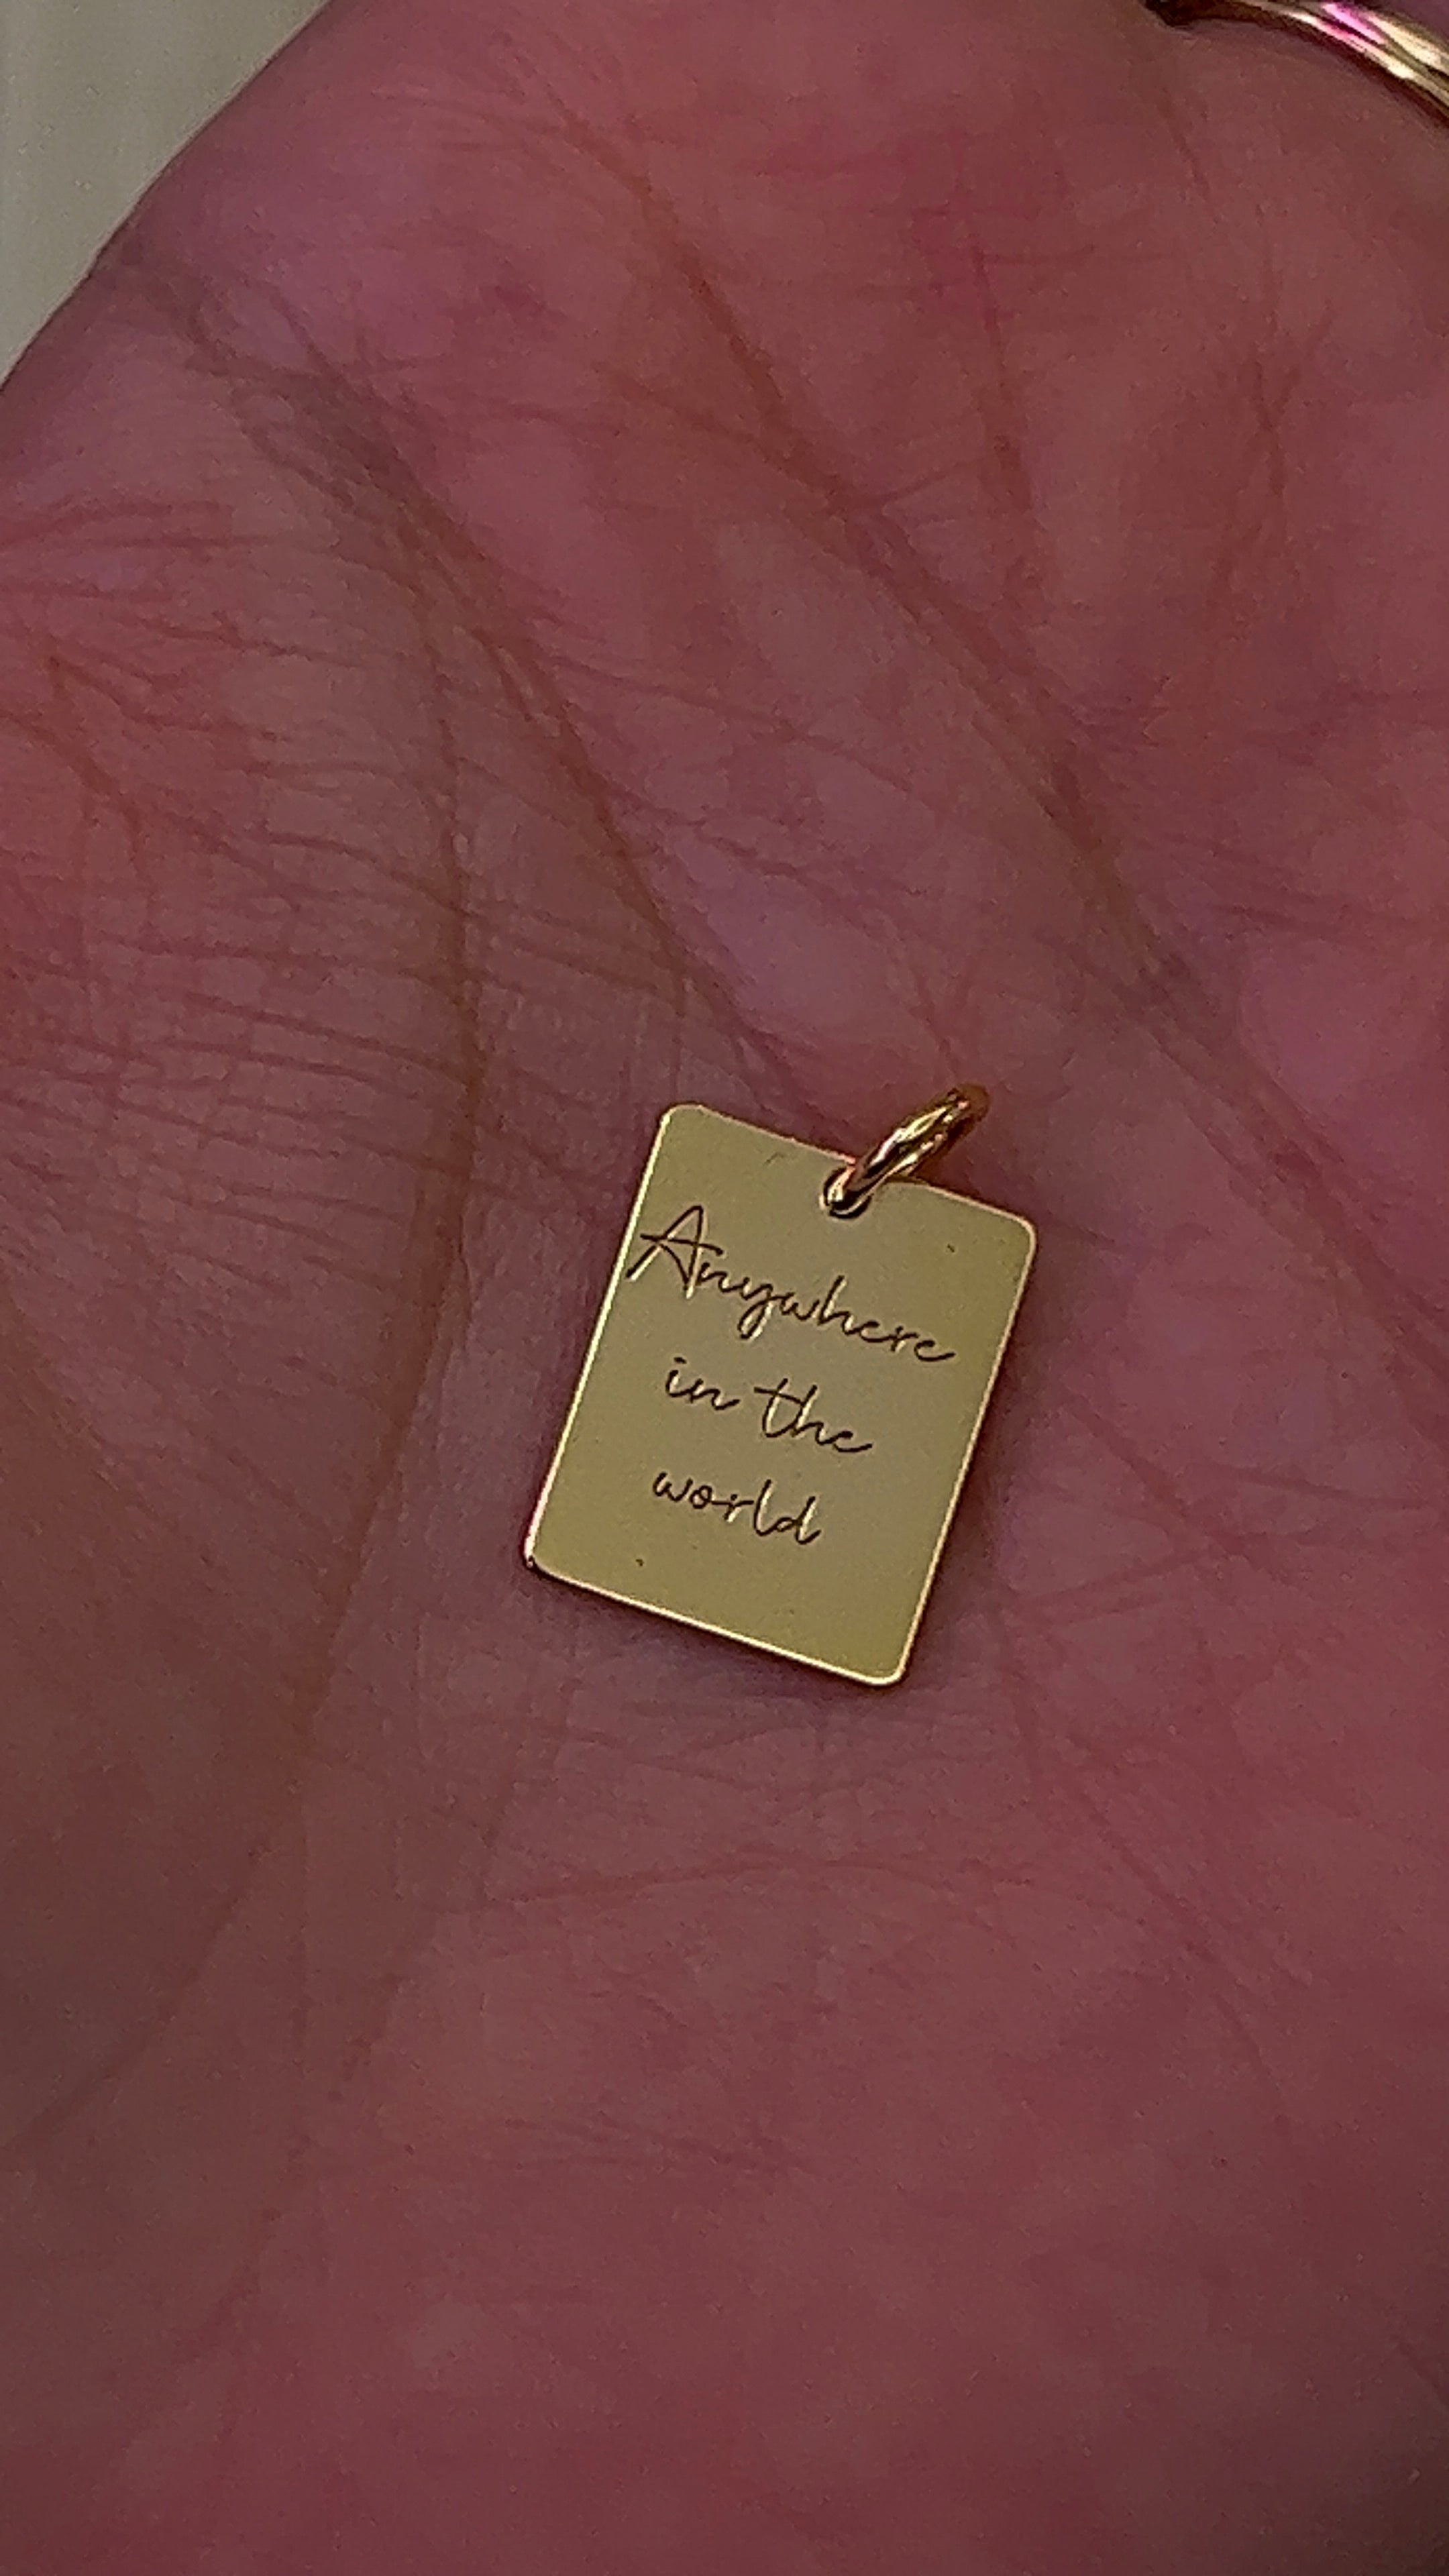 Anywhere
in the
world